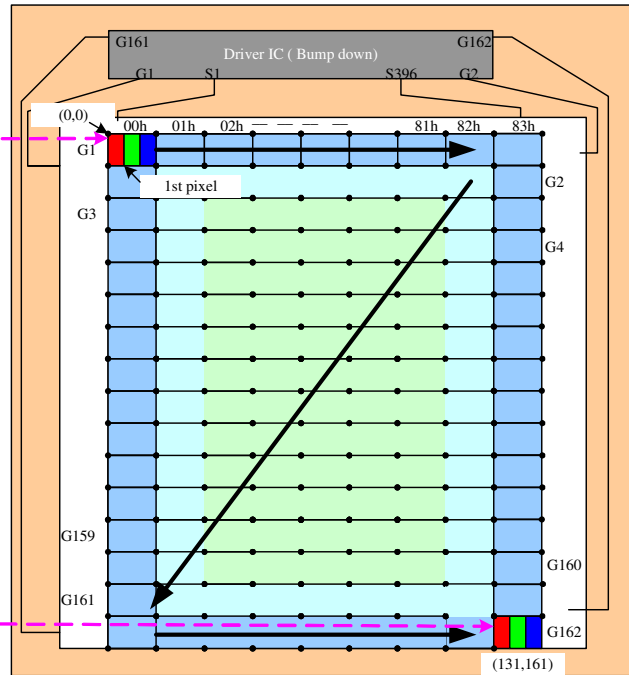 G161 G162
Driver IC ( Bump down)
G1 S1 S396 G2
(0,0)
00h 01h 02h 81h 82h 83h
G1
1st pixel
G2
G3
G4
G159
G160
G161
G162
(131,161)